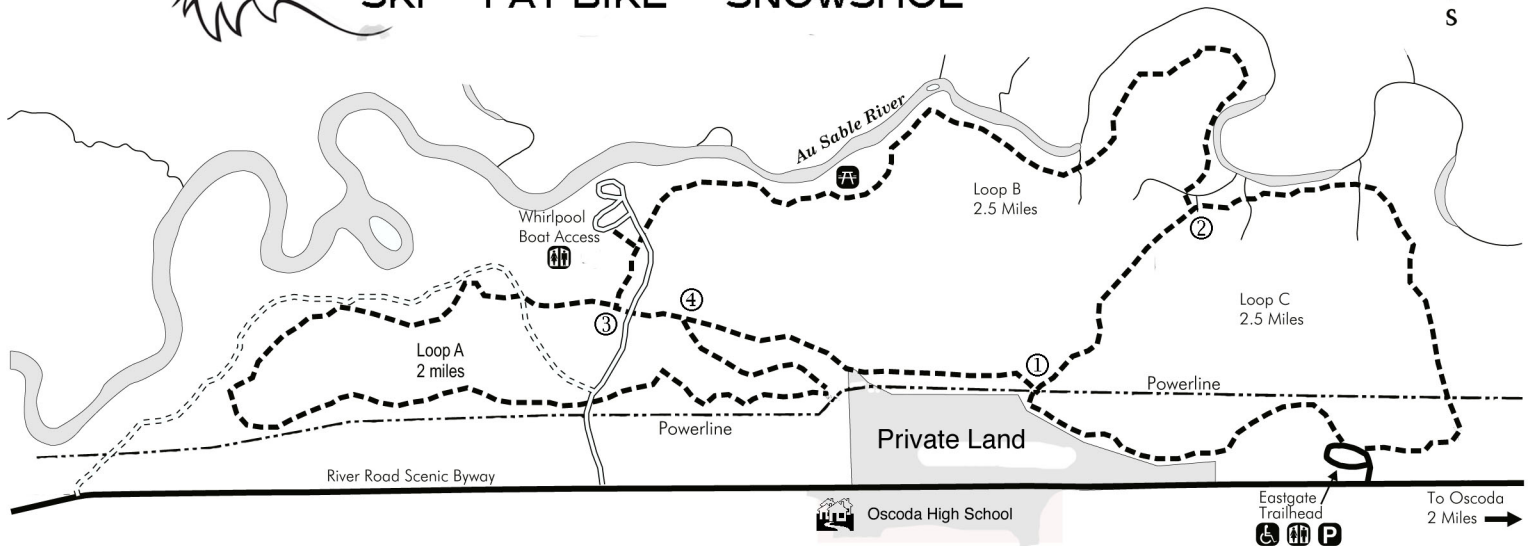 SKI FAT BIKE SNOWSHOE
S
Au Sable River
Loop B
2.5 Miles
Whirlpool
Boat Access
2
4
3
Loop C
2.5 Miles
Loop A
2 miles
1
Powerline
Powerline
Private Land
River Road Scenic Byway
Oscoda High School
Eastgate
Trailhead
P
To Oscoda
2 Miles